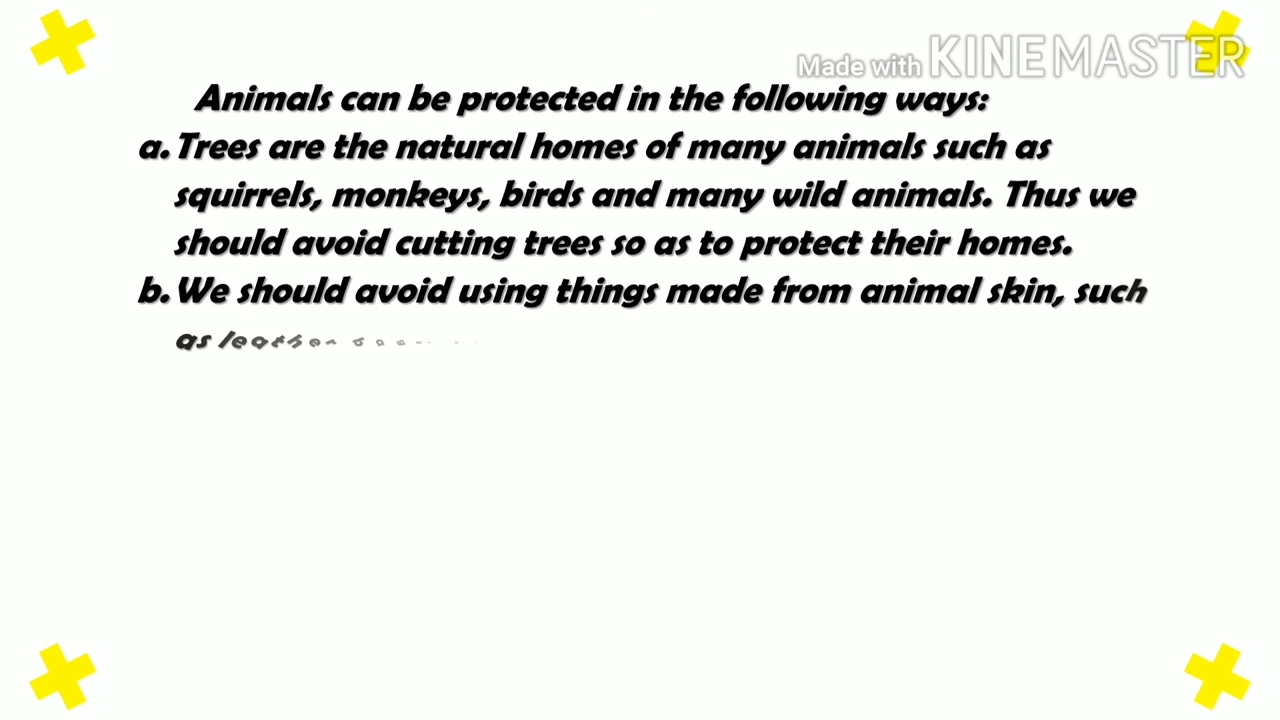 Made with KINEMASTER
Animals can be protected in the following ways:
a. Trees are the natural homes of many animals such as
squirrels, monkeys, birds and many wild animals. Thus we
should avoid cutting trees so as to protect their homes.
b. We should avoid using things made from animal skin, such
as leather